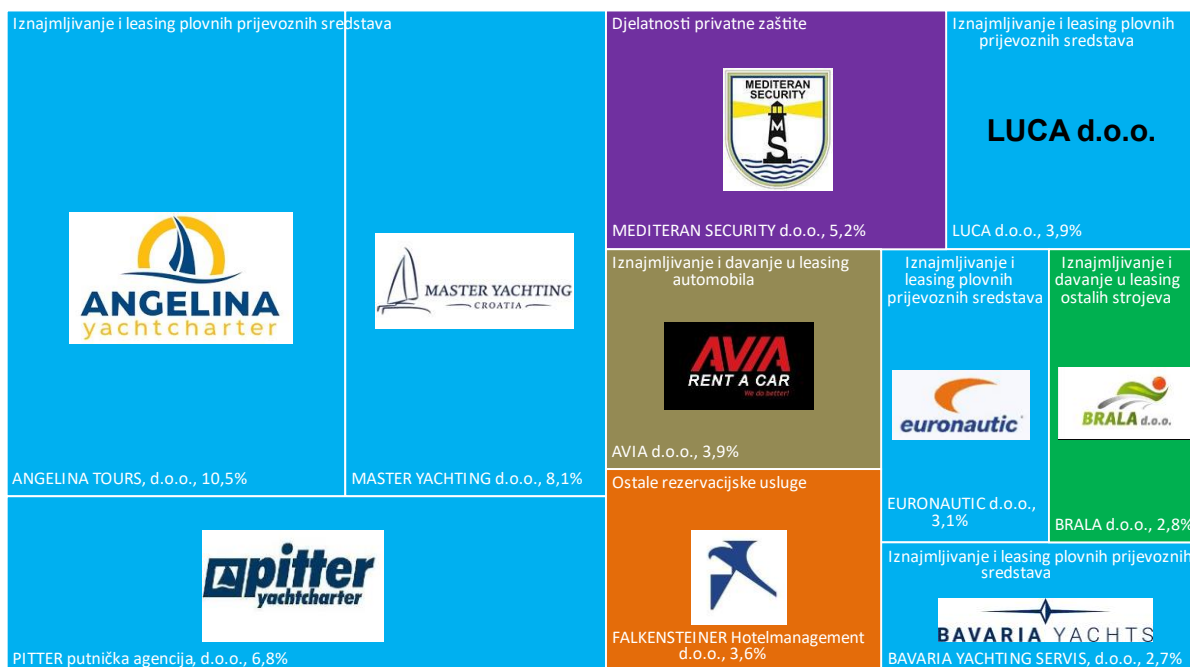 Iznajmljivanje i leasing plovnih prijevoznih sredstava
ANGELINA
yachtcharter
ANGELINA TOURS, d.o.o., 10,5%
MASTER YACHTING
CROATIA
MASTER YACHTING d.o.o., 8,1%
pitter
yachtcharter
PITTER putnička agencija, d.o.o., 6,8%
Djelatnosti privatne zaštite
MEDITERAN
SECURITY
M
S
MEDITERAN SECURITY d.o.o., 5,2%
Iznajmljivanje i leasing plovnih
prijevoznih sredstava
LUCA d.o.o.
LUCA d.o.o., 3,9%
Iznajmljivanje i davanje u leasing
automobila
AVIA
RENT A CAR
We do better!
AVIA d.o.o., 3,9%
Ostale rezervacijske usluge
FALKENSTEINER Hotelmanagement
d.o.o., 3,6%
Iznajmljivanje i
leasing plovnih
prijevoznih sredstava
euronautic
EURONAUTIC d.o.o.,
3,1%
Iznajmljivanje i
davanje u leasing
ostalih strojeva
BRALA d.o.o.
BRALA d.o.o., 2,8%
Iznajmljivanje i leasing plovnih prijevoznih
sredstava
BAVARIA YACHTS
BAVARIA YACHTING SERVIS, d.o.o., 2,7%